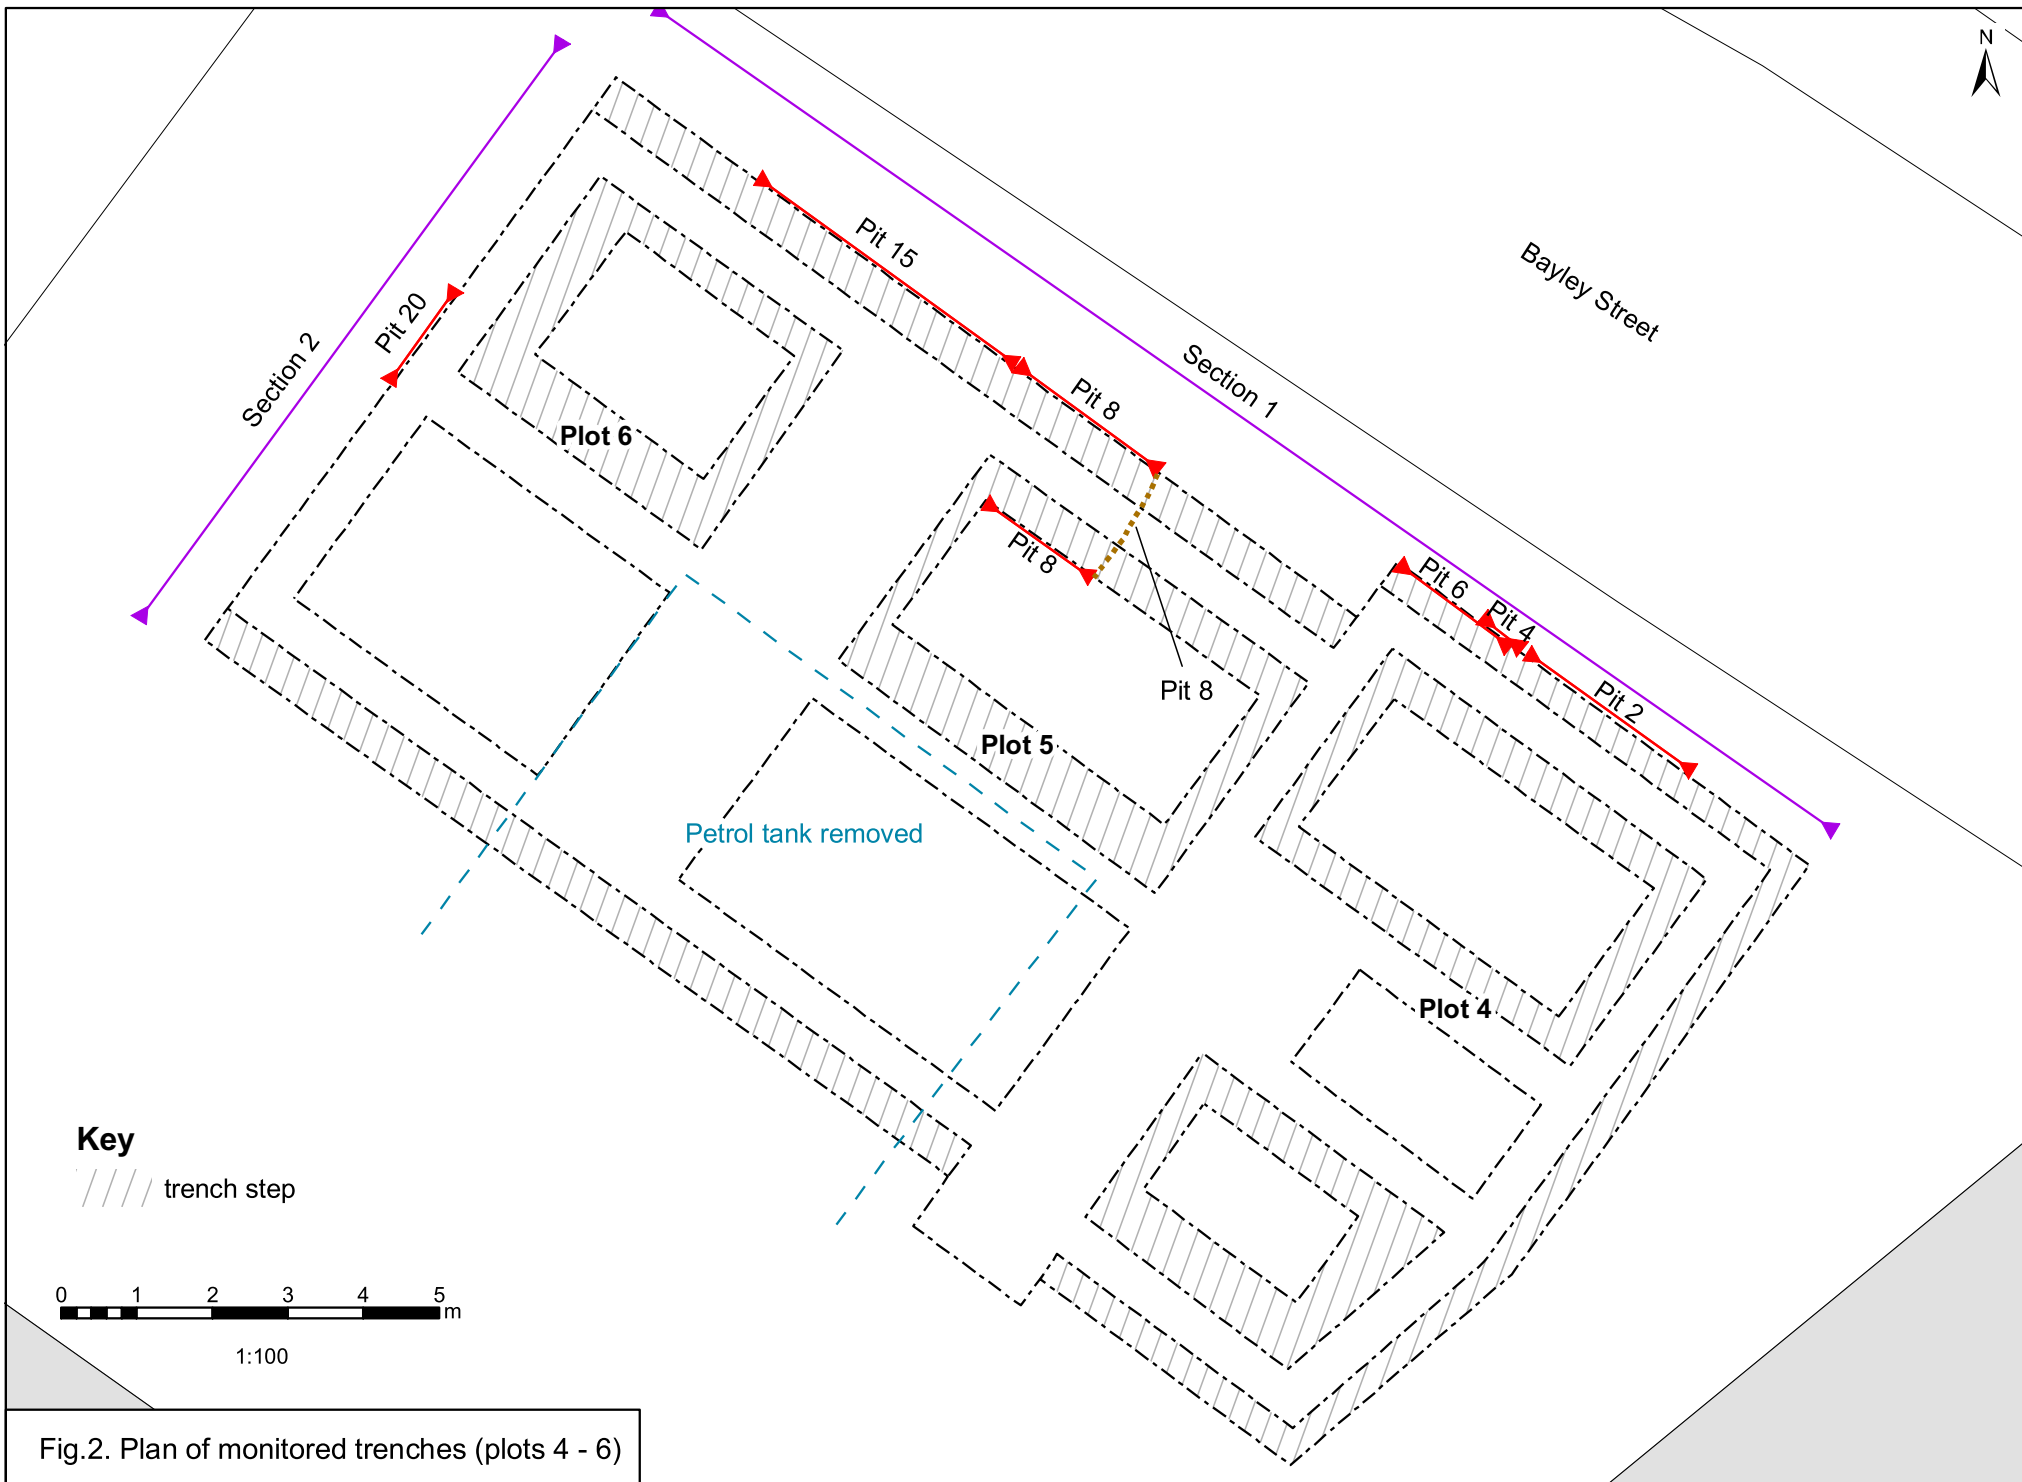 N
Bayley Street
Pit 15
Pit 20
Section 2
Section 1
Pit 8
Plot 6
Pit 8
Pit 6
Pit 4
Pit 8
Pit 2
Plot 5
Petrol tank removed
Plot 4
Key
trench step
0 1 2 3 4 5
m
1:100
Fig.2. Plan of monitored trenches (plots 4 - 6)